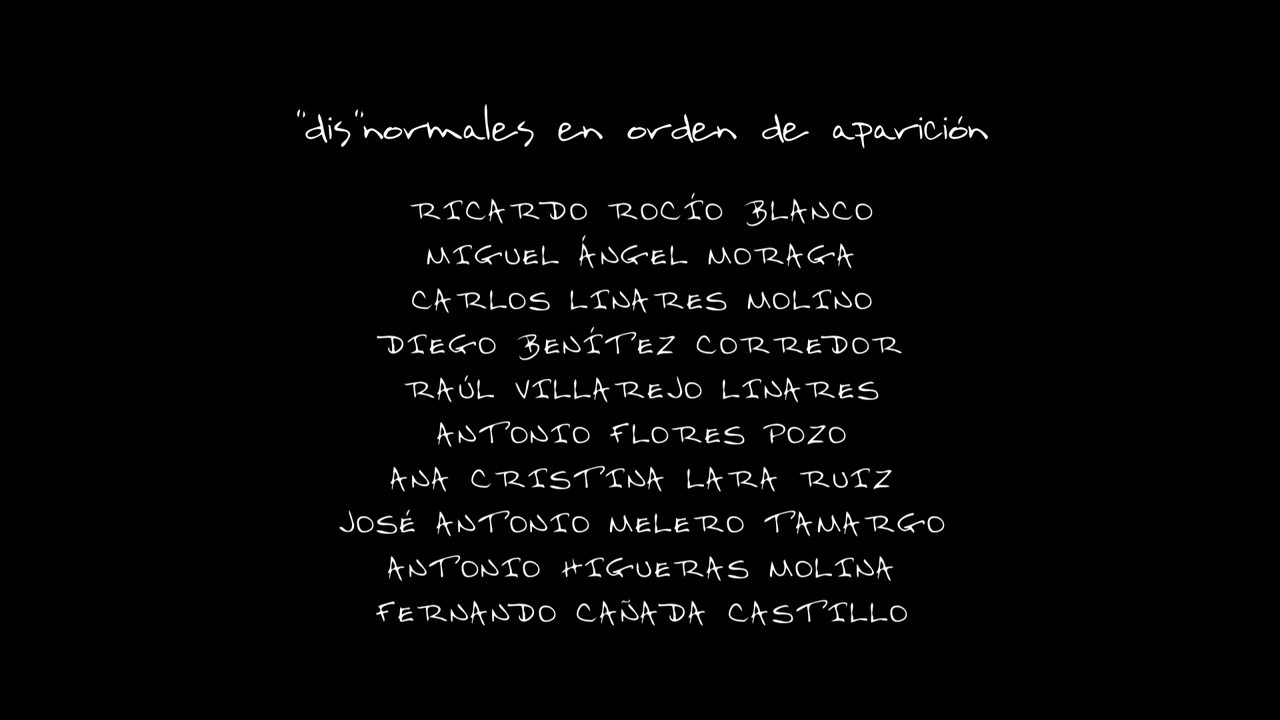 "dis"normales en orden de aparición
RICARDO ROCÍO BLANCO
MIGUEL ÁNGEL MORAGA
CARLOS LINARES MOLINO
DIEGO BENÍTEZ CORREDOR
RAÚL VILLAREJO LINARES
ANTONIO FLORES POZO
ANA CRISTINA LARA RUIZ
JOSÉ ANTONIO MELERO TAMARGO
ANTONIO HIGUERAS MOLINA
FERNANDO CAÑADA CASTILLO